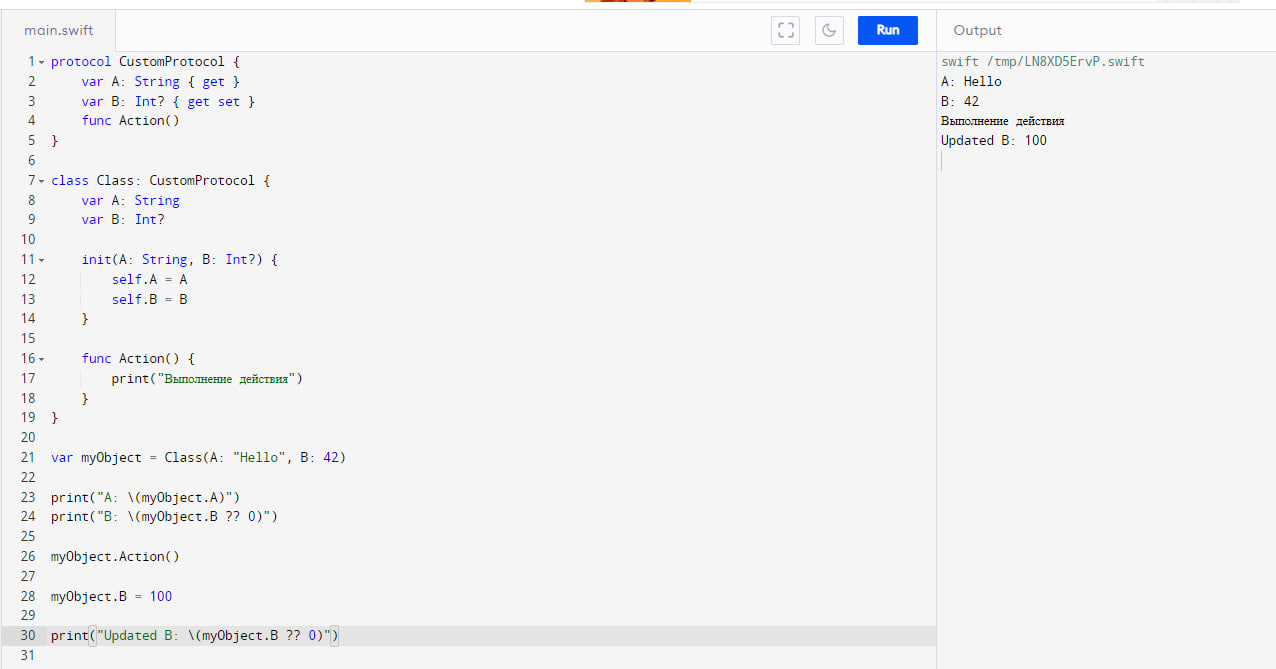 main.swift
Run
Output
1 protocol CustomProtocol {
2     var A: String { get }
3     var B: Int? { get set }
4     func Action()
5 }
6
7 class Class: CustomProtocol {
8     var A: String
9     var B: Int?
10
11     init(A: String, B: Int?) {
12         self.A = A
13         self.B = B
14     }
15
16     func Action() {
17         print("Выполнение действия")
18     }
19 }
20
21 var myObject = Class(A: "Hello", B: 42)
22
23 print("A: \(myObject.A)")
24 print("B: \(myObject.B ?? 0)")
25
26 myObject.Action()
27
28 myObject.B = 100
29
30 print("Updated B: \(myObject.B ?? 0)")
31
swift /tmp/LN8XD5ErvP.swift
A: Hello
B: 42
Выполнение действия
Updated B: 100